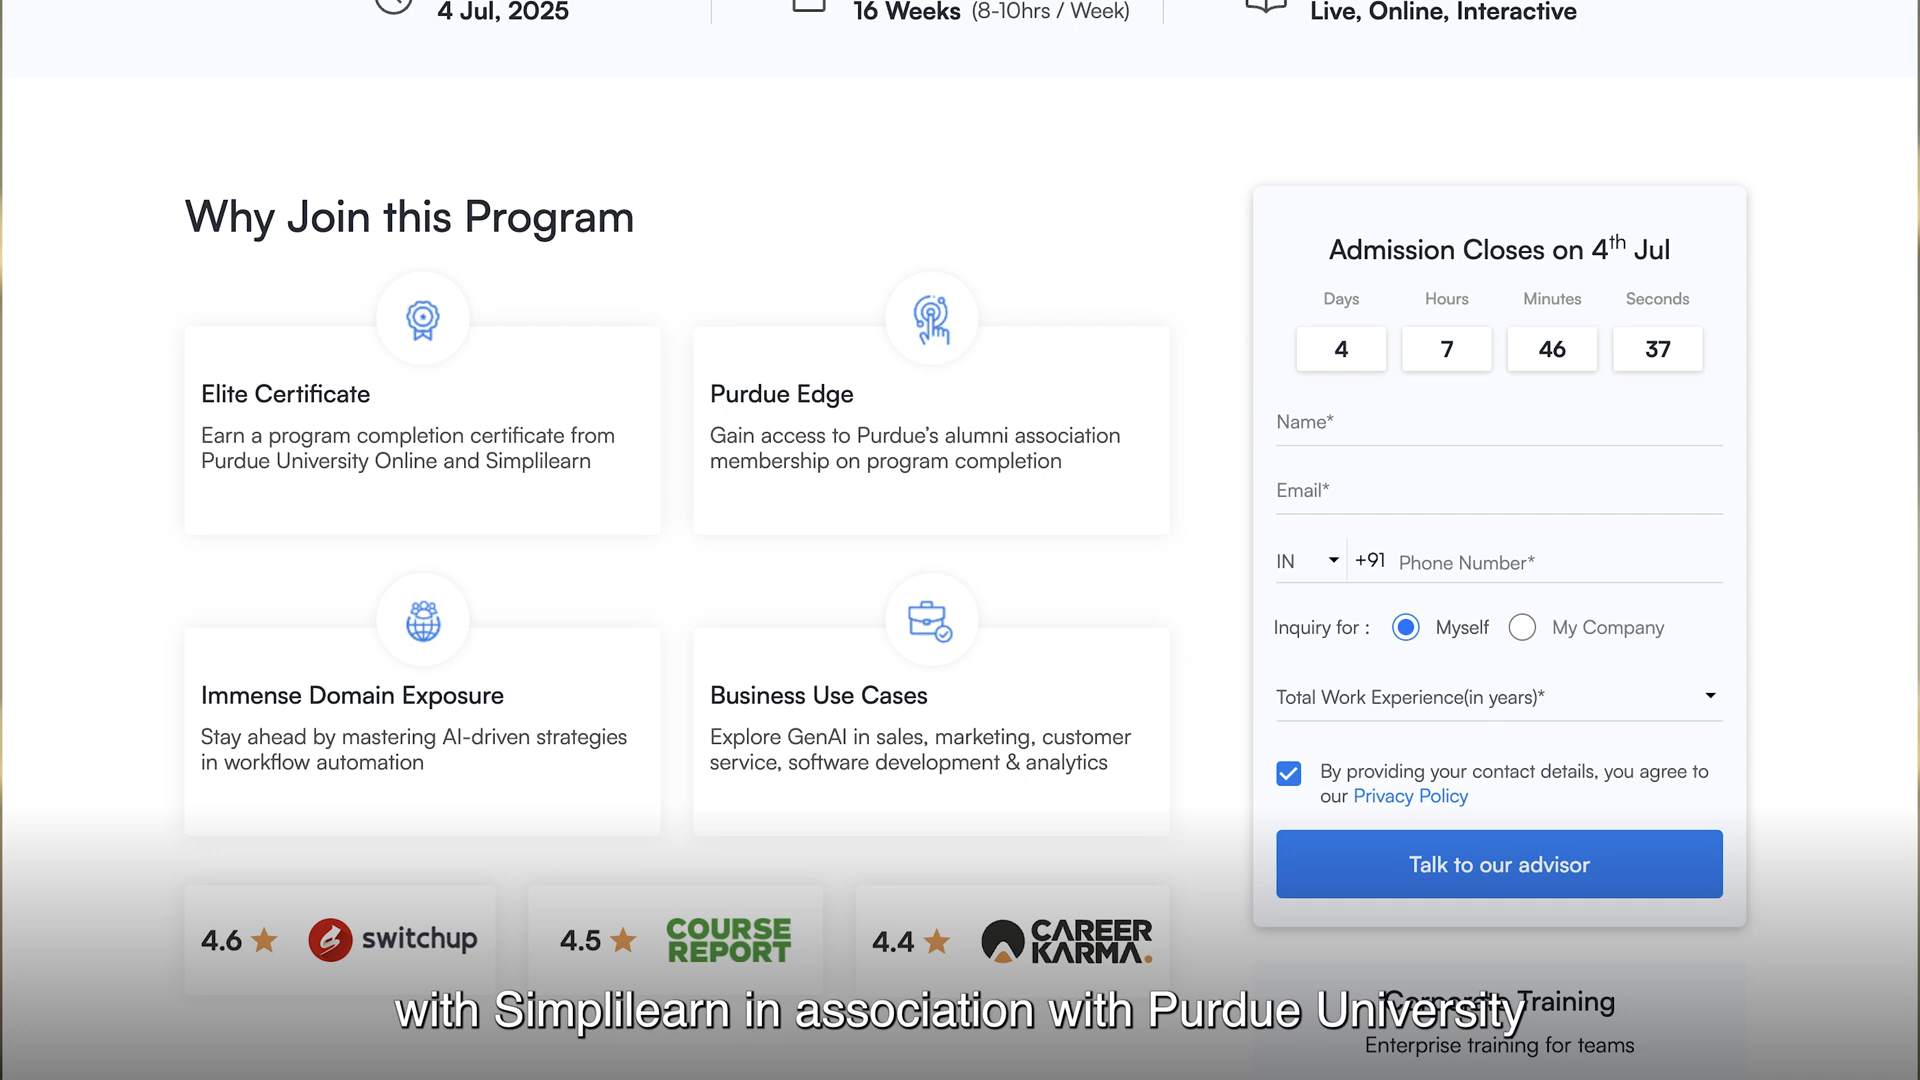 4 Jul, 2025
16 Weeks (8-10hrs / Week)
Live, Online, Interactive
Why Join this Program
Elite Certificate
Earn a program completion certificate from
Purdue University Online and Simplilearn
Purdue Edge
Gain access to Purdue's alumni association
membership on program completion
Immense Domain Exposure
Stay ahead by mastering AI-driven strategies
in workflow automation
Business Use Cases
Explore GenAI in sales, marketing, customer
service, software development & analytics
4.6 switchup
4.5 COURSE
REPORT
4.4 CAREER
KARMA.
Admission Closes on 4th Jul
Days Hours Minutes Seconds
4 7 46 37
Name*
Email*
IN +91 Phone Number*
Inquiry for : Myself My Company
Total Work Experience(in years)*
By providing your contact details, you agree to
our Privacy Policy
Talk to our advisor
Corporate Training
Enterprise training for teams
with Simplilearn in association with Purdue University